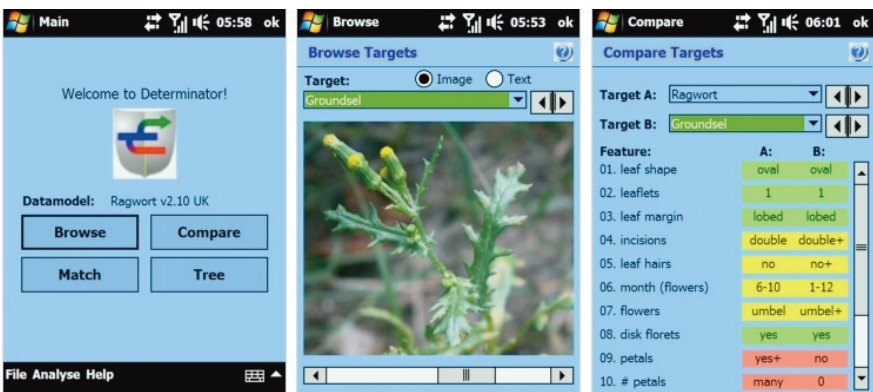 Main 05:58 ok
Welcome to Determinator!
Datamodel: Ragwort v2.10 UK
Browse Compare
Match Tree
File Analyse Help
Browse 05:53 ok
Browse Targets ?
Target: Image Text
Groundsel
Compare 06:01 ok
Compare Targets ?
Target A: Ragwort
Target B: Groundsel
Feature: A: B:
01. leaf shape oval oval
02. leaflets 1 1
03. leaf margin lobed lobed
04. incisions double double+
05. leaf hairs no no+
06. month (flowers) 6-10 1-12
07. flowers umbel umbel+
08. disk florets yes yes
09. petals yes+ no
10. # petals many 0